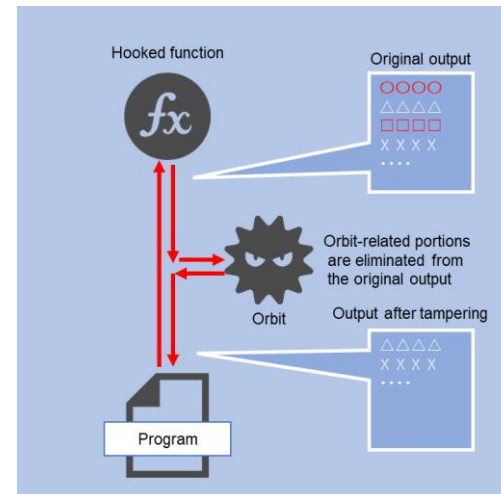 Hooked function
fx
Original output
○○○○
△△△△
□□□□
X X X X
• • • •
Orbit-related portions
are eliminated from
the original output
Orbit
Output after tampering
△△△△
X X X X
• • • •
Program